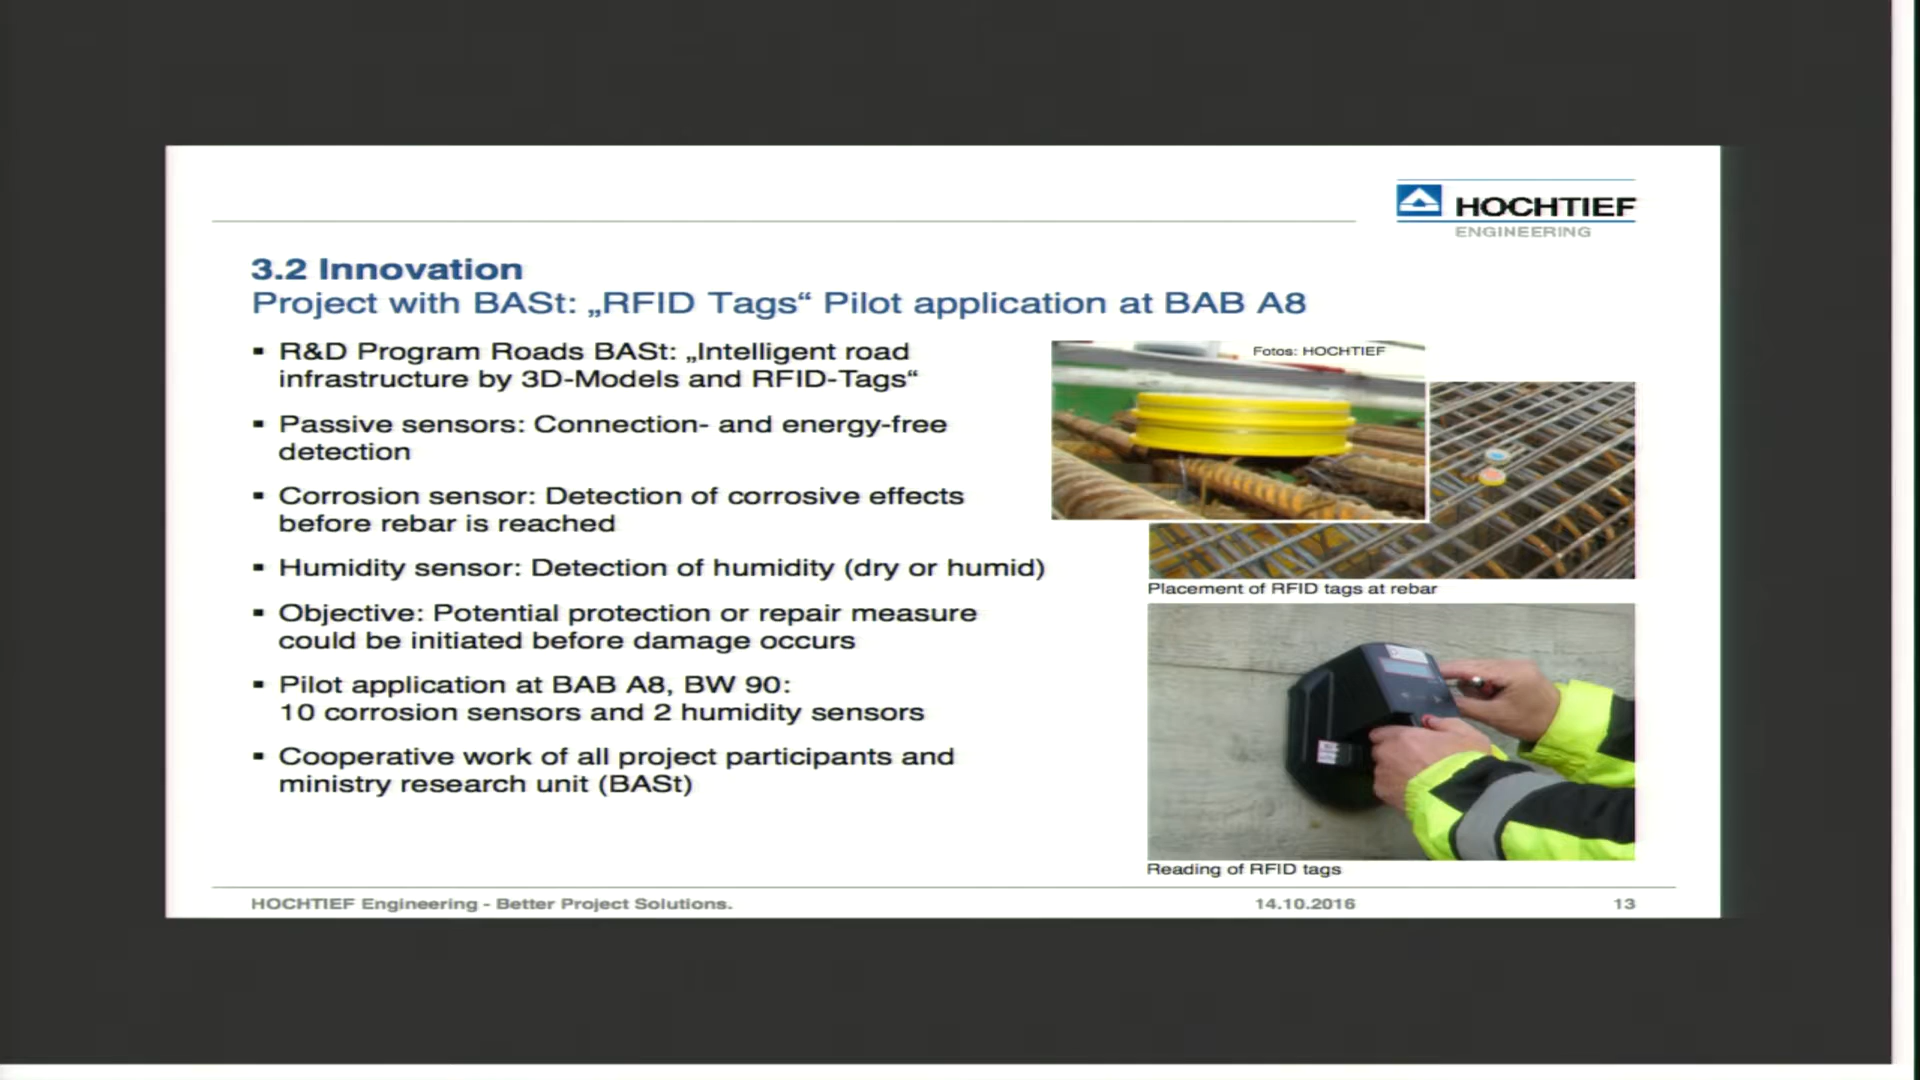 HOCHTIEF
ENGINEERING
3.2 Innovation
Project with BASt: „RFID Tags“ Pilot application at BAB A8
▪ R&D Program Roads BASt: „Intelligent road
infrastructure by 3D-Models and RFID-Tags“
▪ Passive sensors: Connection- and energy-free
detection
▪ Corrosion sensor: Detection of corrosive effects
before rebar is reached
▪ Humidity sensor: Detection of humidity (dry or humid)
▪ Objective: Potential protection or repair measure
could be initiated before damage occurs
▪ Pilot application at BAB A8, BW 90:
10 corrosion sensors and 2 humidity sensors
▪ Cooperative work of all project participants and
ministry research unit (BASt)
Fotos: HOCHTIEF
Placement of RFID tags at rebar
Reading of RFID tags
HOCHTIEF Engineering - Better Project Solutions.
14.10.2016
13